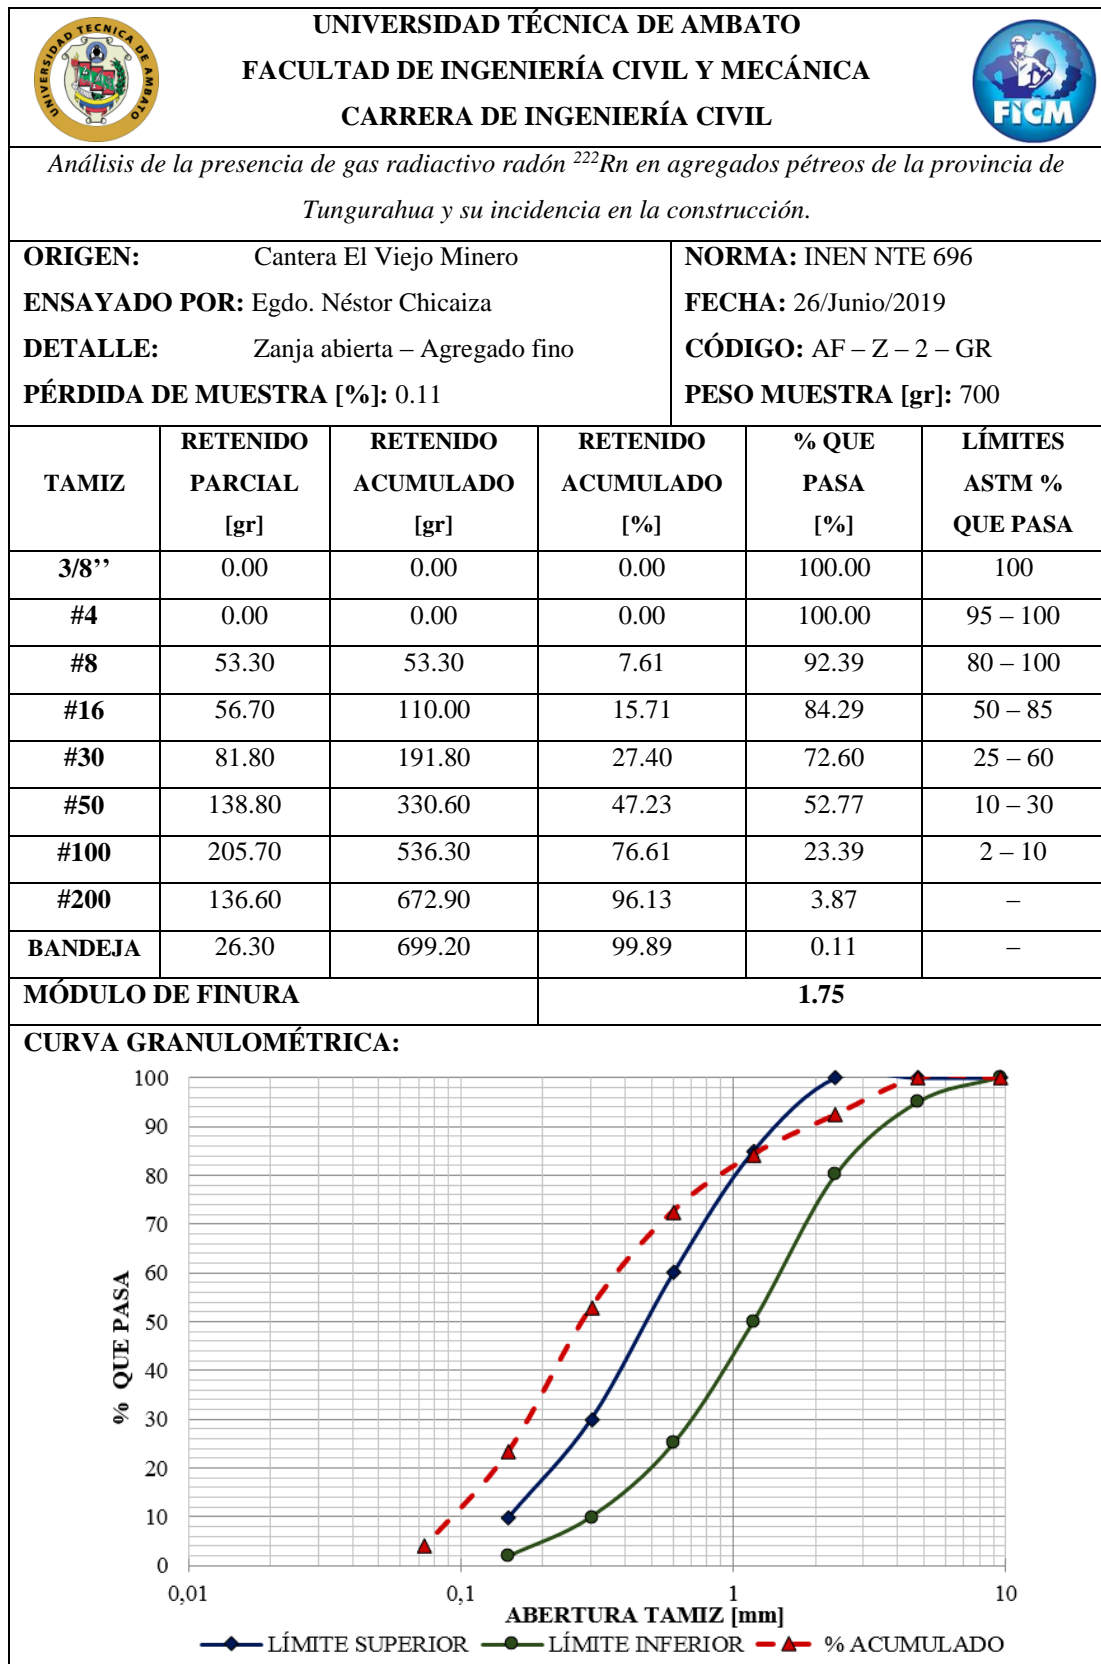 UNIVERSIDAD TÉCNICA DE AMBATO
FACULTAD DE INGENIERÍA CIVIL Y MECÁNICA
CARRERA DE INGENIERÍA CIVIL
UNIVERSIDAD TECNICA DE AMBATO
FICM
Análisis de la presencia de gas radiactivo radón ²²²Rn en agregados pétreos de la provincia de
Tungurahua y su incidencia en la construcción.
ORIGEN: Cantera El Viejo Minero
NORMA: INEN NTE 696
ENSAYADO POR: Egdo. Néstor Chicaiza
FECHA: 26/Junio/2019
DETALLE: Zanja abierta – Agregado fino
CÓDIGO: AF – Z – 2 – GR
PÉRDIDA DE MUESTRA [%]: 0.11
PESO MUESTRA [gr]: 700
TAMIZ RETENIDO PARCIAL [gr] RETENIDO ACUMULADO [gr] RETENIDO ACUMULADO [%] % QUE PASA [%] LÍMITES ASTM % QUE PASA
3/8’’ 0.00 0.00 0.00 100.00 100
#4 0.00 0.00 0.00 100.00 95 – 100
#8 53.30 53.30 7.61 92.39 80 – 100
#16 56.70 110.00 15.71 84.29 50 – 85
#30 81.80 191.80 27.40 72.60 25 – 60
#50 138.80 330.60 47.23 52.77 10 – 30
#100 205.70 536.30 76.61 23.39 2 – 10
#200 136.60 672.90 96.13 3.87 –
BANDEJA 26.30 699.20 99.89 0.11 –
MÓDULO DE FINURA 1.75
CURVA GRANULOMÉTRICA:
100
90
80
70
60
50
40
30
20
10
0
% QUE PASA
0,01 0,1 1 10
ABERTURA TAMIZ [mm]
LÍMITE SUPERIOR LÍMITE INFERIOR % ACUMULADO